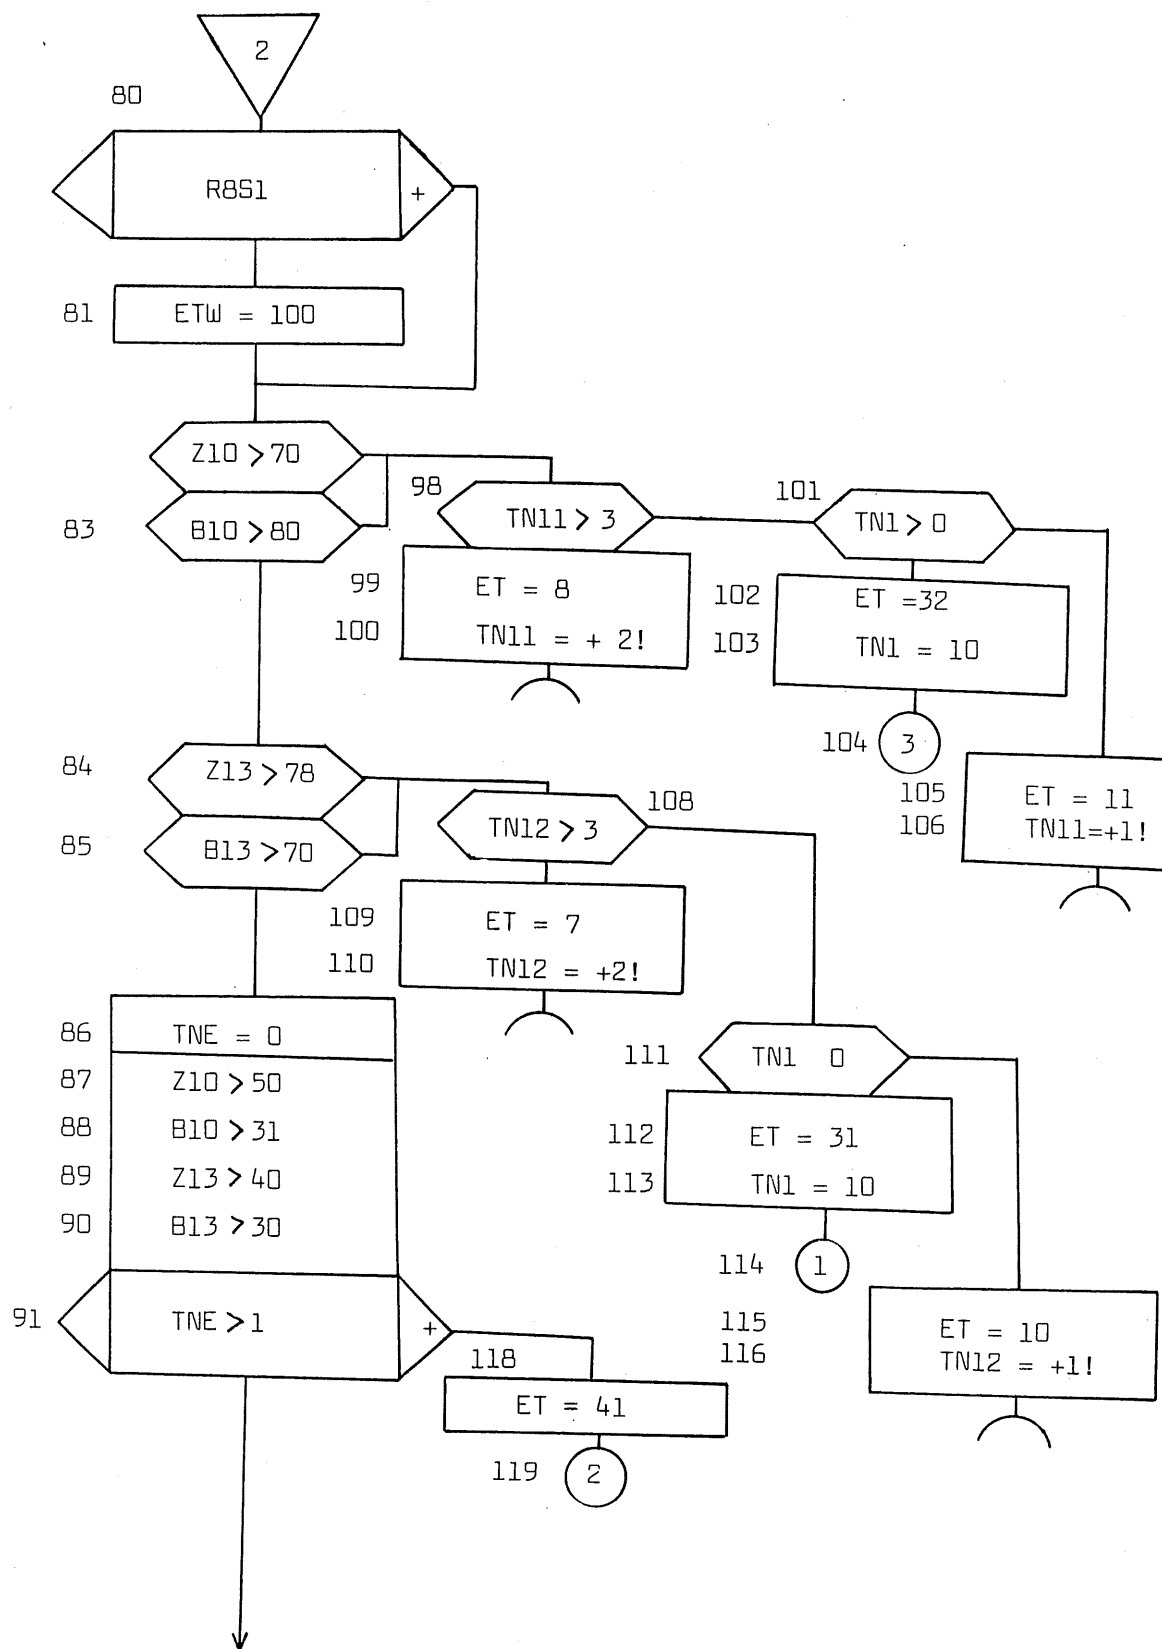 2
80
R8S1 +
81 ETW = 100
Z10 > 70
83 B10 > 80
98 TN11 > 3
99 ET = 8
100 TN11 = + 2!
101 TN1 > 0
102 ET =32
103 TN1 = 10
104 3
105 ET = 11
106 TN11=+1!
84 Z13 > 78
85 B13 > 70
TN12 > 3 108
109 ET = 7
110 TN12 = +2!
111 TN1 0
112 ET = 31
113 TN1 = 10
114 1
115 ET = 10
116 TN12 = +1!
86 TNE = 0
87 Z10 > 50
88 B10 > 31
89 Z13 > 40
90 B13 > 30
91 TNE > 1 +
118
ET = 41
119 2